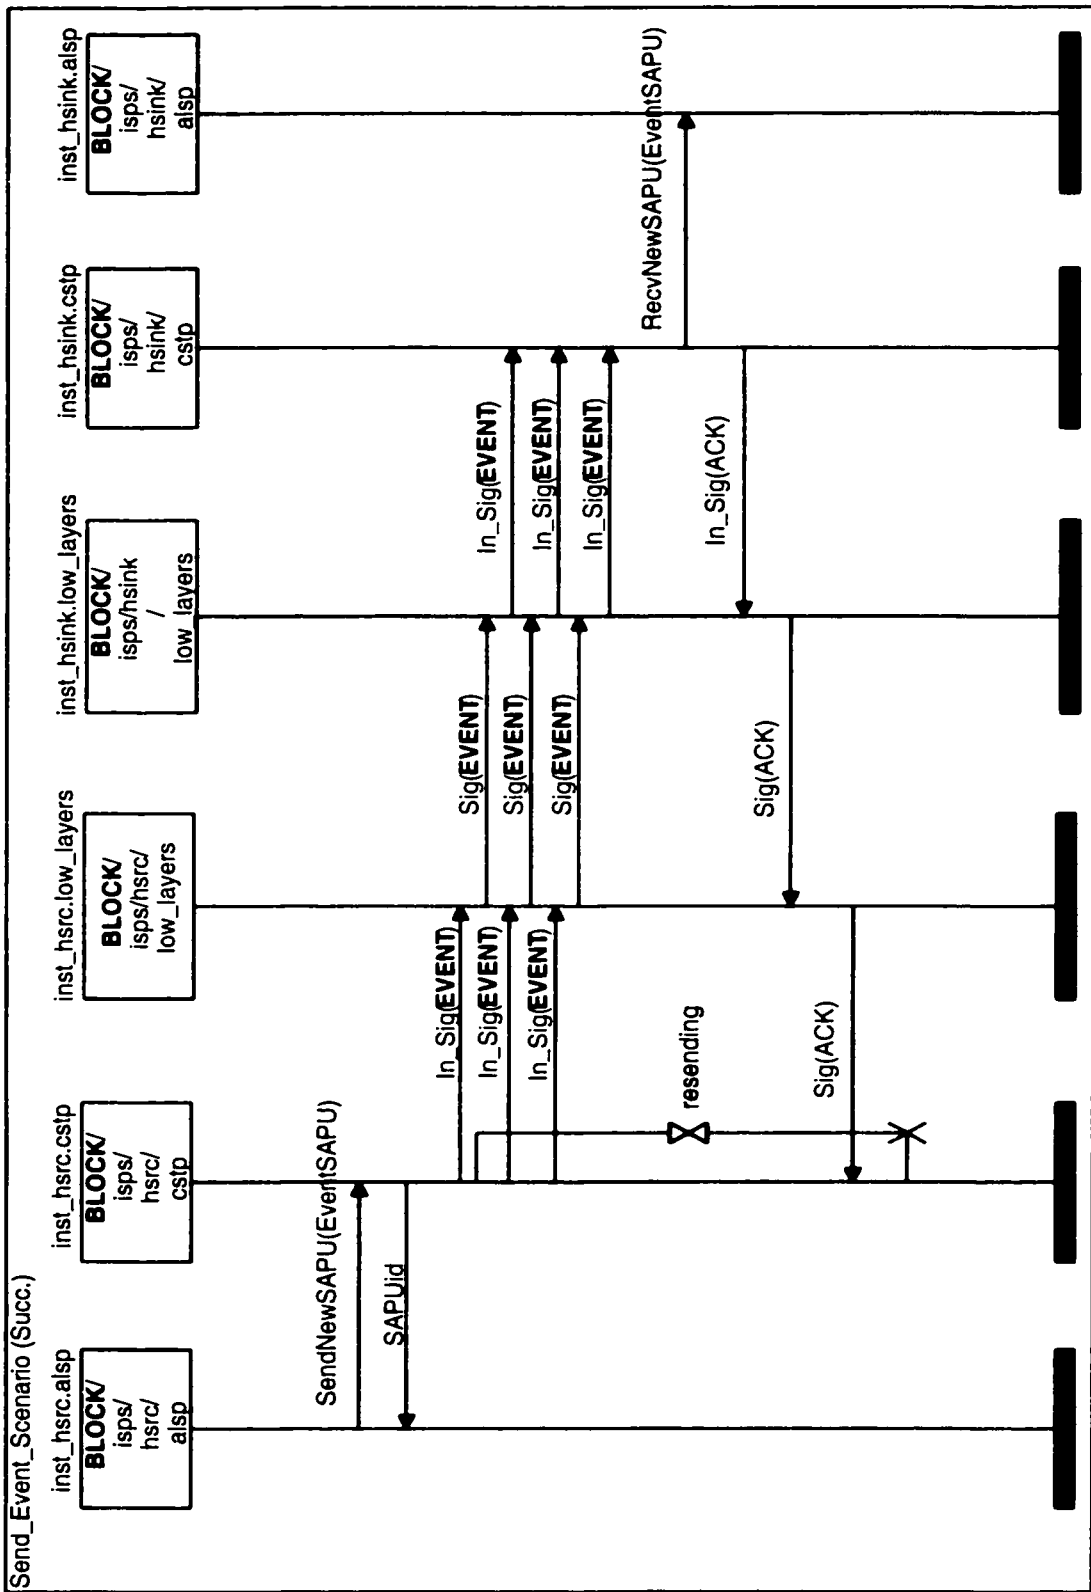 Send_Event_Scenario (Succ.)
inst_hsrc.alsp
BLOCK/
isps/
hsrc/
alsp
inst_hsrc.cstp
BLOCK/
isps/
hsrc/
cstp
inst_hsrc.low_layers
BLOCK/
isps/hsrc/
low_layers
inst_hsink.low_layers
BLOCK/
isps/hsink
/
low_layers
inst_hsink.cstp
BLOCK/
isps/
hsink/
cstp
inst_hsink.alsp
BLOCK/
isps/
hsink/
alsp
SendNewSAPU(EventSAPU)
SAPUid
In_Sig(EVENT)
Sig(EVENT)
In_Sig(EVENT)
In_Sig(EVENT)
Sig(EVENT)
In_Sig(EVENT)
In_Sig(EVENT)
Sig(EVENT)
In_Sig(EVENT)
RecvNewSAPU(EventSAPU)
resending
In_Sig(ACK)
Sig(ACK)
Sig(ACK)